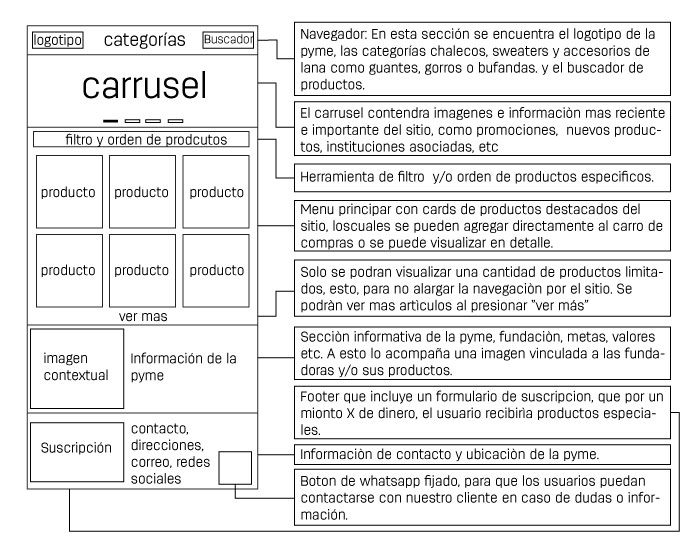 logotipo
categorías
Buscador
carrusel
filtro y orden de prodcutos
producto
producto
producto
producto
producto
producto
ver mas
imagen
contextual
Información de la
pyme
Suscripción
contacto,
direcciones,
correo, redes
sociales
Navegador: En esta sección se encuentra el logotipo de la
pyme, las categorías chalecos, sweaters y accesorios de
lana como guantes, gorros o bufandas. y el buscador de
productos.
El carrusel contendra imagenes e informaciòn mas reciente
e importante del sitio, como promociones, nuevos produc-
tos, instituciones asociadas, etc
Herramienta de filtro y/o orden de productos especificos.
Menu principar con cards de productos destacados del
sitio, loscuales se pueden agregar directamente al carro de
compras o se puede visualizar en detalle.
Solo se podran visualizar una cantidad de productos limita-
dos, esto, para no alargar la navegaciòn por el sitio. Se
podràn ver mas artìculos al presionar "ver más"
Secciòn informativa de la pyme, fundaciòn, metas, valores
etc. A esto lo acompaña una imagen vinculada a las funda-
doras y/o sus productos.
Footer que incluye un formulario de suscripcion, que por un
mionto X de dinero, el usuario recibirìa productos especia-
les.
Informaciòn de contacto y ubicaciòn de la pyme.
Boton de whatsapp fijado, para que los usuarios puedan
contactarse con nuestro cliente en caso de dudas o infor-
mación.